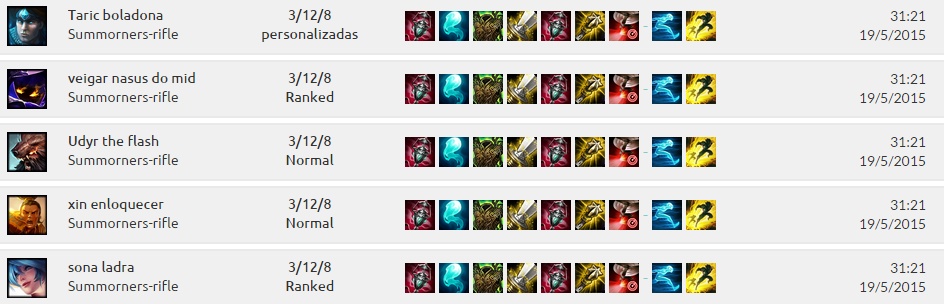 Taric boladona 3/12/8 31:21
Summorners-rifle personalizadas 19/5/2015
veigar nasus do mid 3/12/8 31:21
Summorners-rifle Ranked 19/5/2015
Udyr the flash 3/12/8 31:21
Summorners-rifle Normal 19/5/2015
xin enloquecer 3/12/8 31:21
Summorners-rifle Normal 19/5/2015
sona ladra 3/12/8 31:21
Summorners-rifle Ranked 19/5/2015